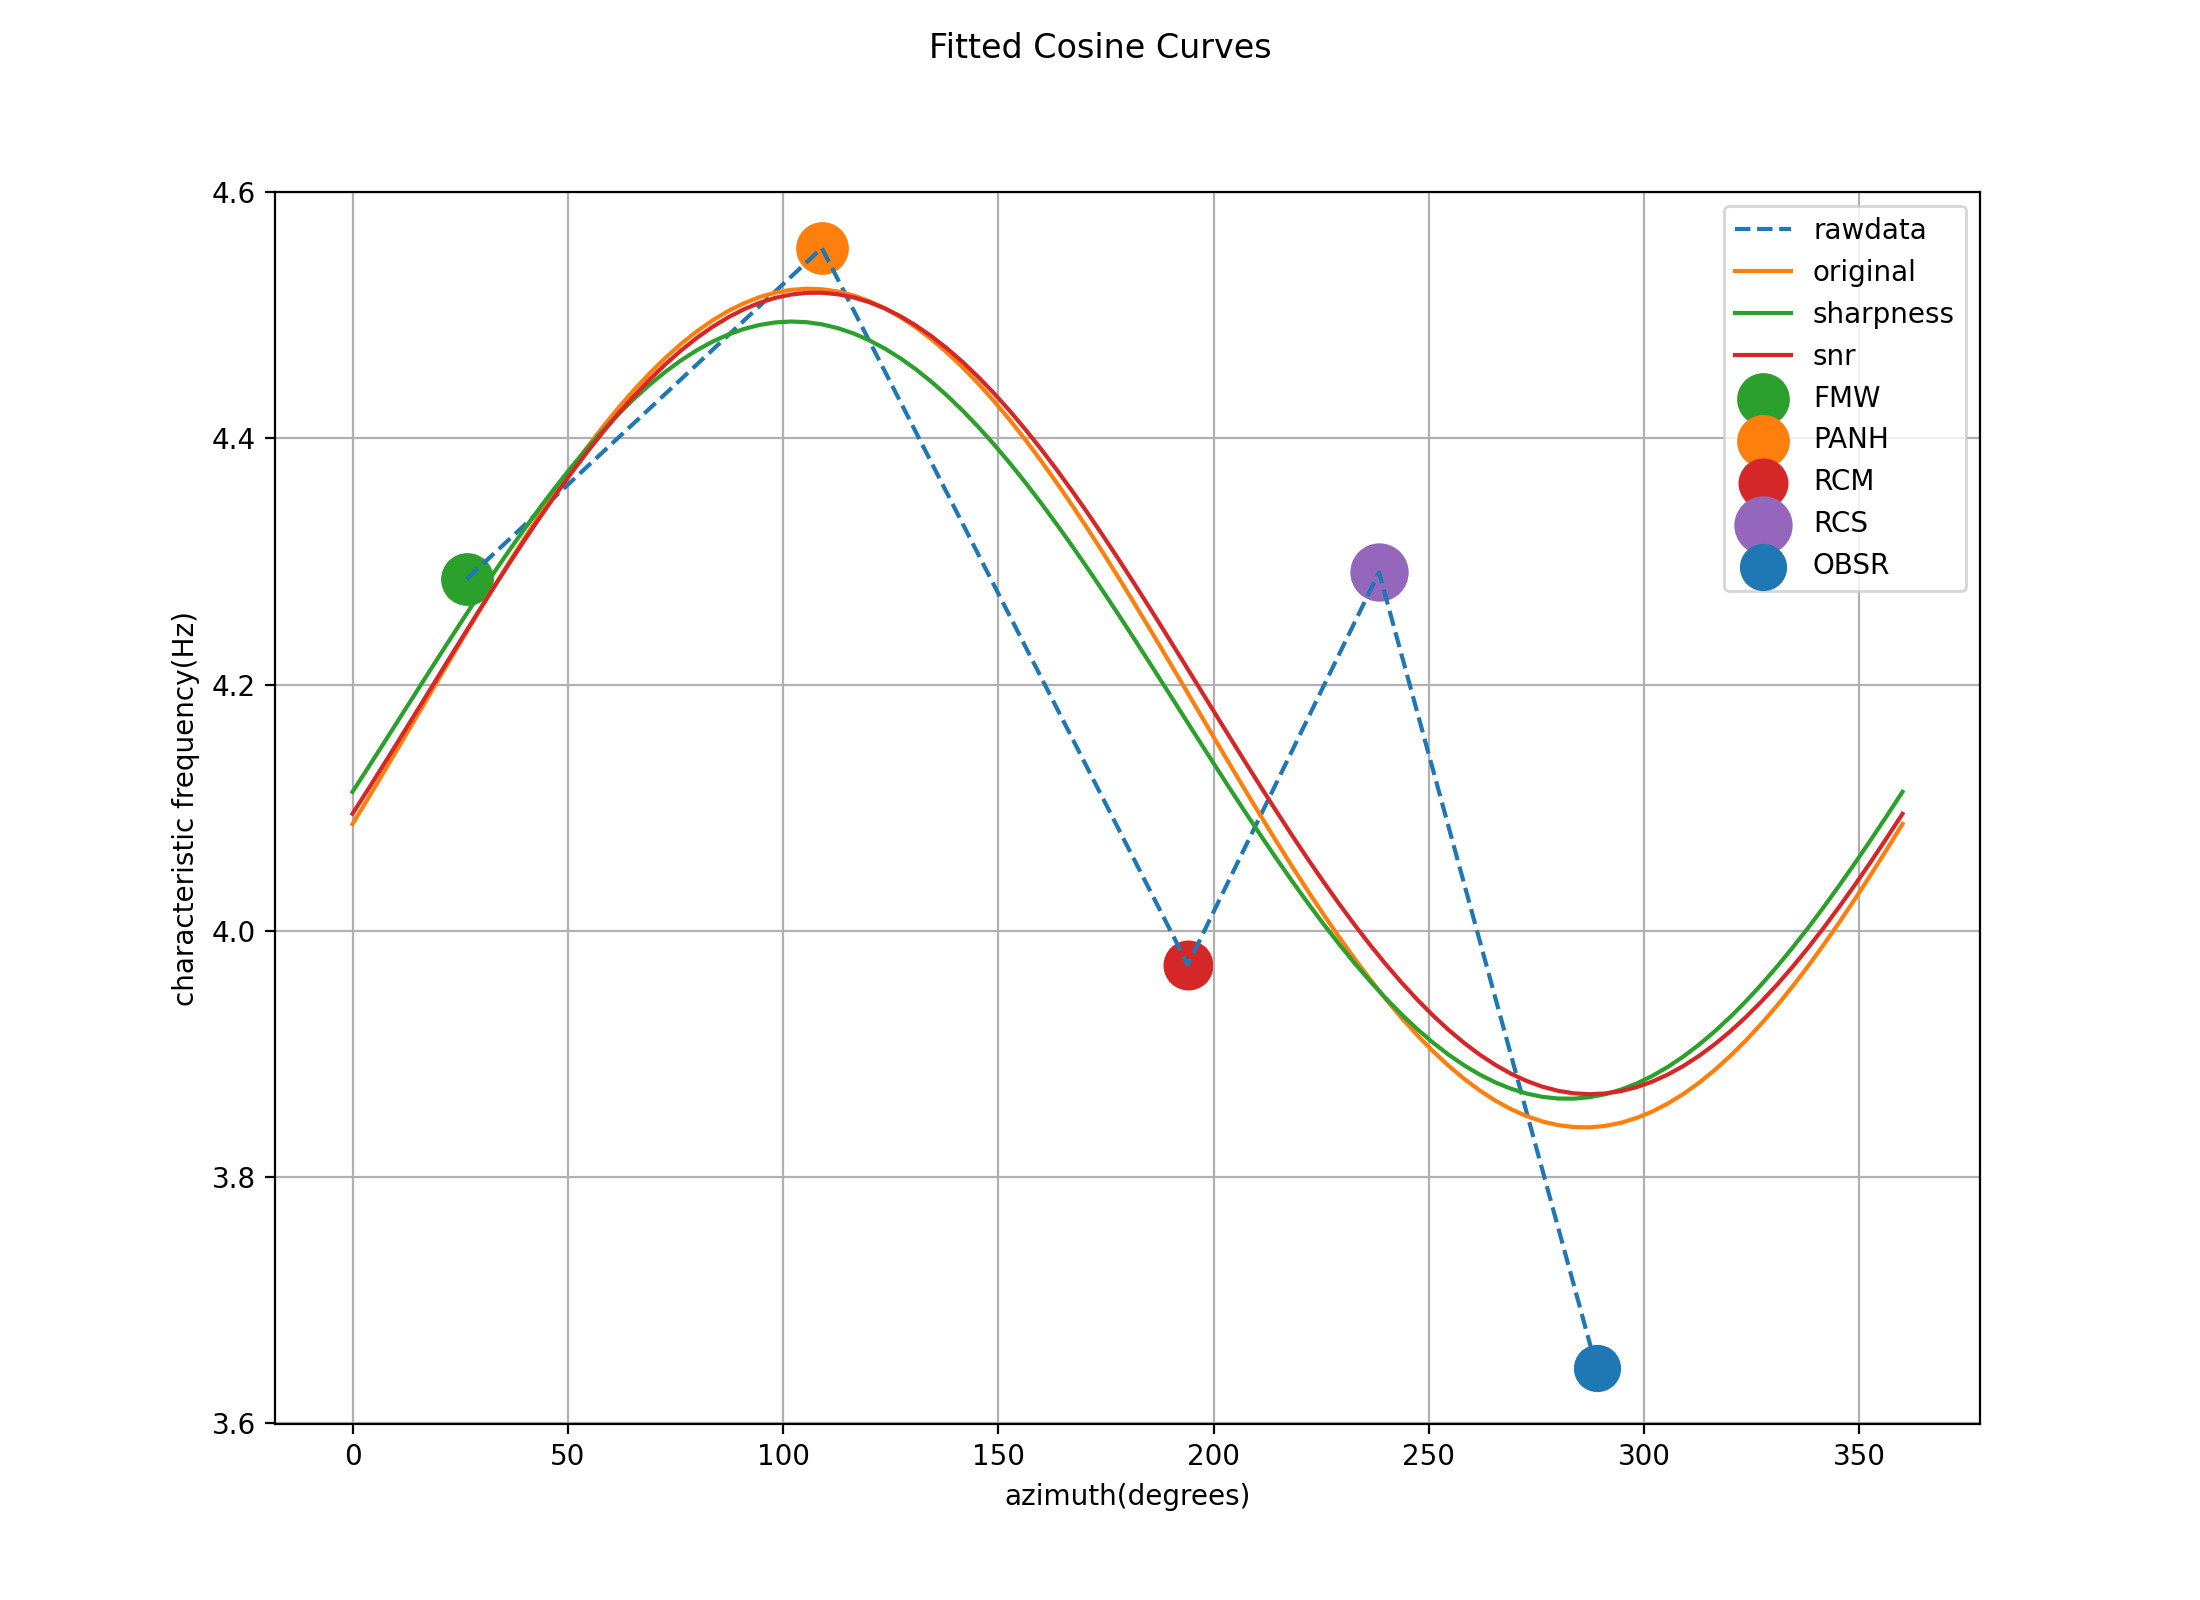 Fitted Cosine Curves
4.6
4.4
4.2
4.0
3.8
3.6
characteristic frequency(Hz)
rawdata
original
sharpness
snr
FMW
PANH
RCM
RCS
OBSR
0 50 100 150 200 250 300 350
azimuth(degrees)